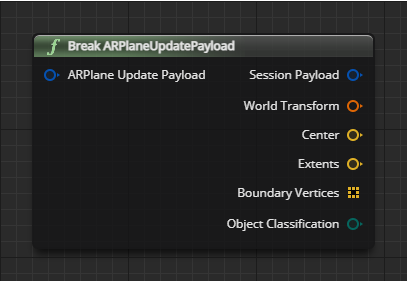 Break ARPlaneUpdatePayload
ARPlane Update Payload
Session Payload
World Transform
Center
Extents
Boundary Vertices
Object Classification